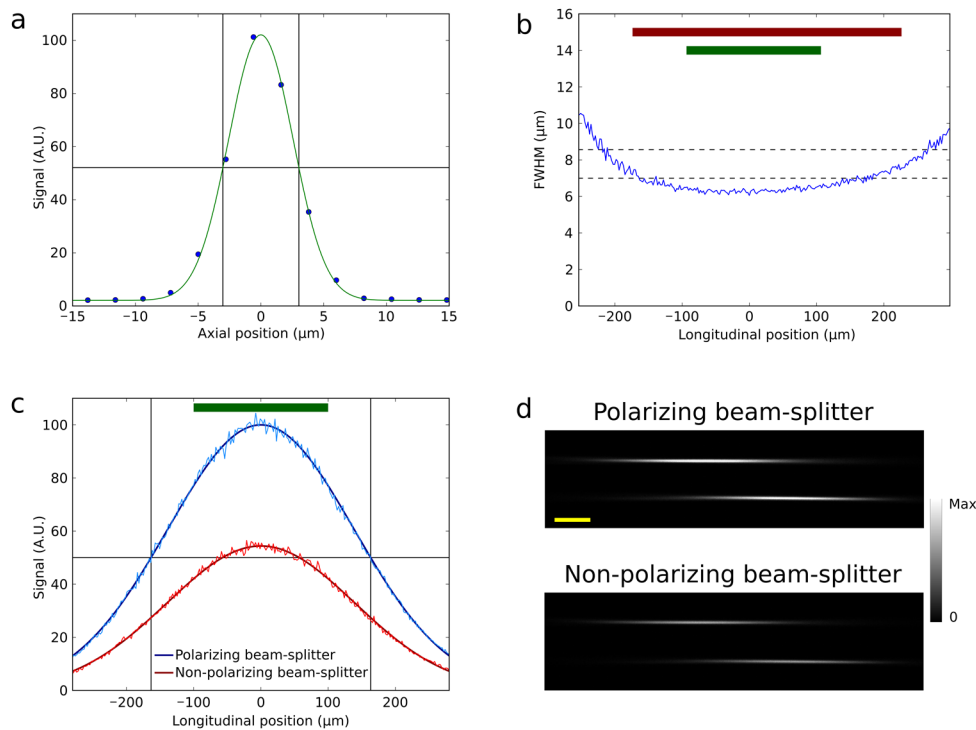 a
100
80
60
40
20
0
Signal (A.U.)
−15
−10
−5
0
5
10
15
Axial position (µm)
b
16
14
12
10
8
6
4
2
0
FWHM (µm)
−200
−100
0
100
200
Longitudinal position (µm)
c
100
80
60
40
20
0
Signal (A.U.)
Polarizing beam-splitter
Non-polarizing beam-splitter
−200
−100
0
100
200
Longitudinal position (µm)
d
Polarizing beam-splitter
Non-polarizing beam-splitter
Max
0